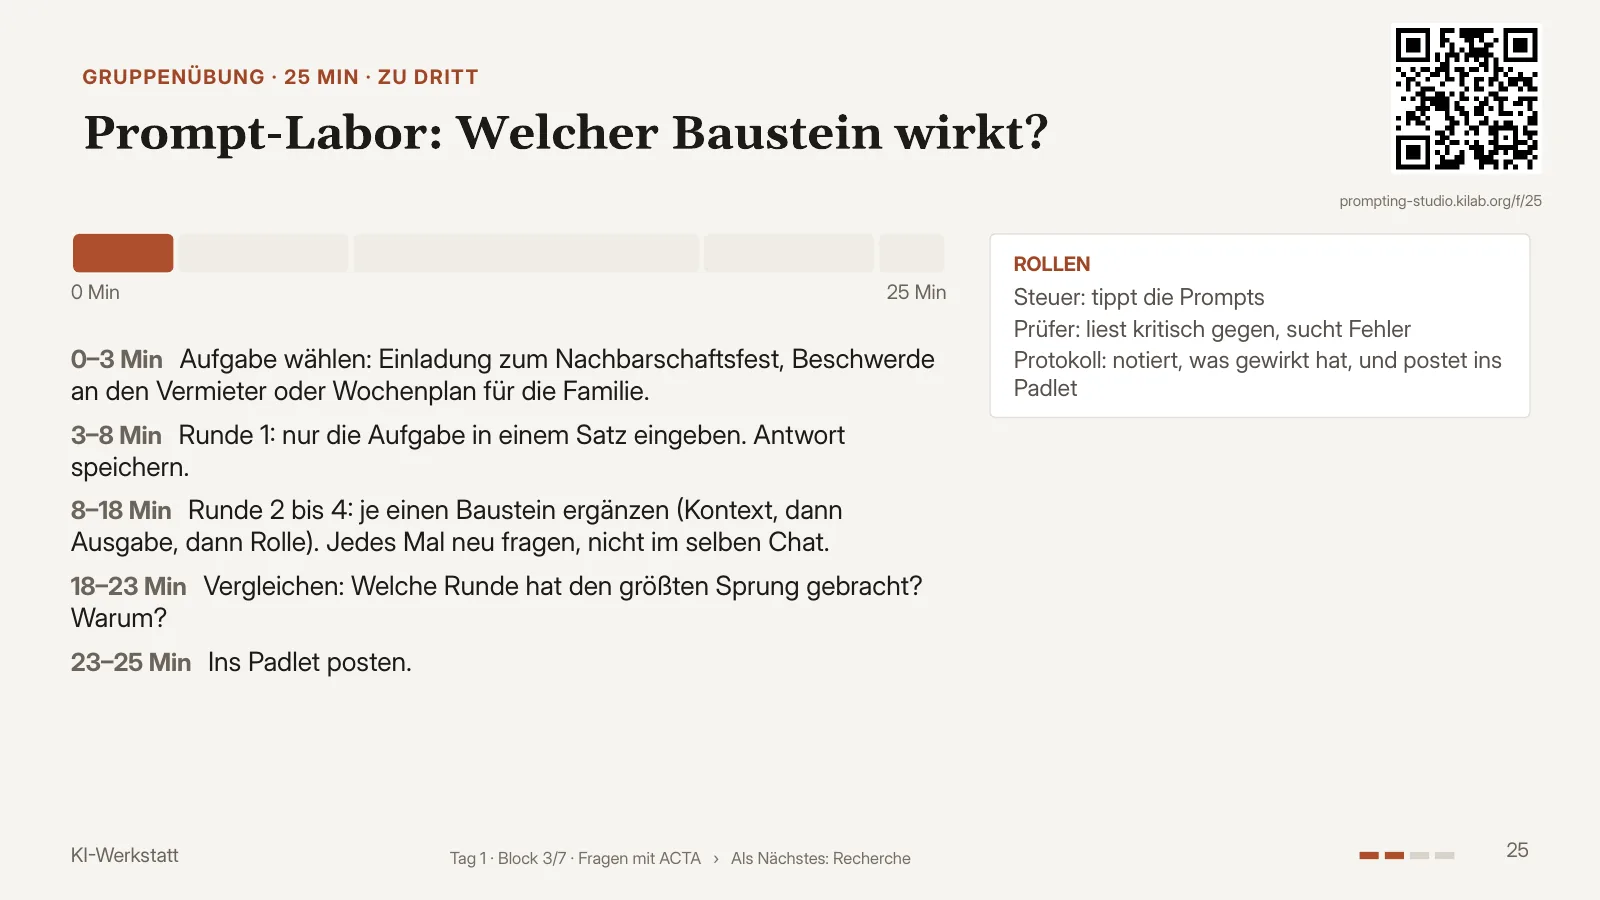 GRUPPENÜBUNG · 25 MIN · ZU DRITT
Prompt-Labor: Welcher Baustein wirkt?
prompting-studio.kilab.org/f/25
0 Min
25 Min
0–3 Min Aufgabe wählen: Einladung zum Nachbarschaftsfest, Beschwerde
an den Vermieter oder Wochenplan für die Familie.
3–8 Min Runde 1: nur die Aufgabe in einem Satz eingeben. Antwort
speichern.
8–18 Min Runde 2 bis 4: je einen Baustein ergänzen (Kontext, dann
Ausgabe, dann Rolle). Jedes Mal neu fragen, nicht im selben Chat.
18–23 Min Vergleichen: Welche Runde hat den größten Sprung gebracht?
Warum?
23–25 Min Ins Padlet posten.
ROLLEN
Steuer: tippt die Prompts
Prüfer: liest kritisch gegen, sucht Fehler
Protokoll: notiert, was gewirkt hat, und postet ins
Padlet
KI-Werkstatt
Tag 1 · Block 3/7 · Fragen mit ACTA › Als Nächstes: Recherche
25